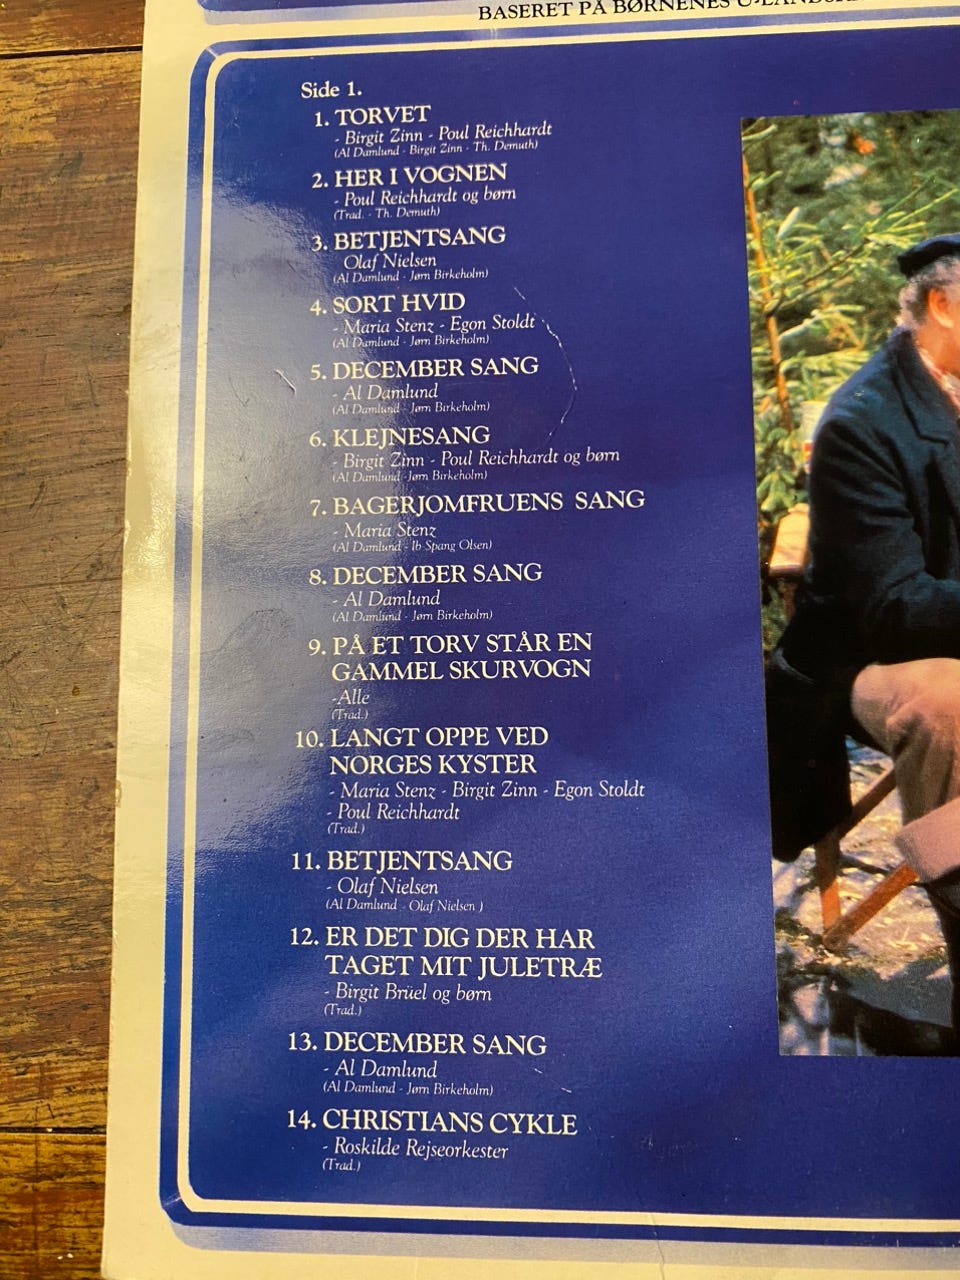 BASERET PÅ BØRNENES U-LANDSKA
Side 1.
1. TORVET
- Birgit Zinn - Poul Reichhardt
(Al Damlund - Birgit Zinn - Th. Demuth)
2. HER I VOGNEN
- Poul Reichhardt og børn
(Trad. - Th. Demuth)
3. BETJENTSANG
Olaf Nielsen
(Al Damlund - Jørn Birkeholm)
4. SORT HVID
- Maria Stenz - Egon Stoldt
(Al Damlund - Jørn Birkeholm)
5. DECEMBER SANG
- Al Damlund
(Al Damlund - Jørn Birkeholm)
6. KLEJNESANG
- Birgit Zinn - Poul Reichhardt og børn
(Al Damlund - Jørn Birkeholm)
7. BAGERJOMFRUENS SANG
- Maria Stenz
(Al Damlund - Ib Spang Olsen)
8. DECEMBER SANG
- Al Damlund
(Al Damlund - Jørn Birkeholm)
9. PÅ ET TORV STÅR EN
GAMMEL SKURVOGN
-Alle
(Trad.)
10. LANGT OPPE VED
NORGES KYSTER
- Maria Stenz - Birgit Zinn - Egon Stoldt
- Poul Reichhardt
(Trad.)
11. BETJENTSANG
- Olaf Nielsen
(Al Damlund - Olaf Nielsen )
12. ER DET DIG DER HAR
TAGET MIT JULETRÆ
- Birgit Brüel og børn
(Trad.)
13. DECEMBER SANG
- Al Damlund
(Al Damlund - Jørn Birkeholm)
14. CHRISTIANS CYKLE
- Roskilde Rejseorkester
(Trad.)